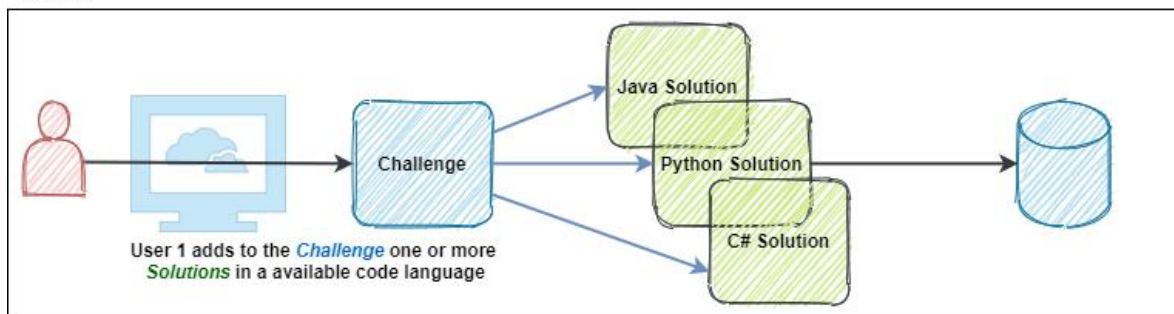 Java Solution
Challenge
Python Solution
C# Solution
User 1 adds to the Challenge one or more
Solutions in a available code language